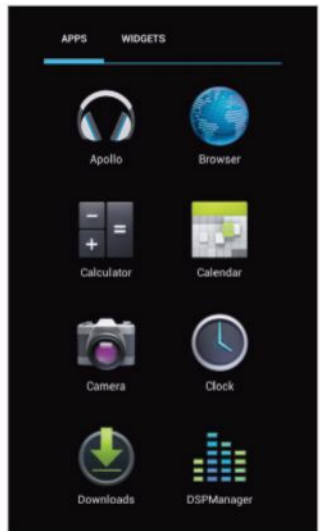 APPS WIDGETS
Apollo Browser
Calculator Calendar
Camera Clock
Downloads DSPManager